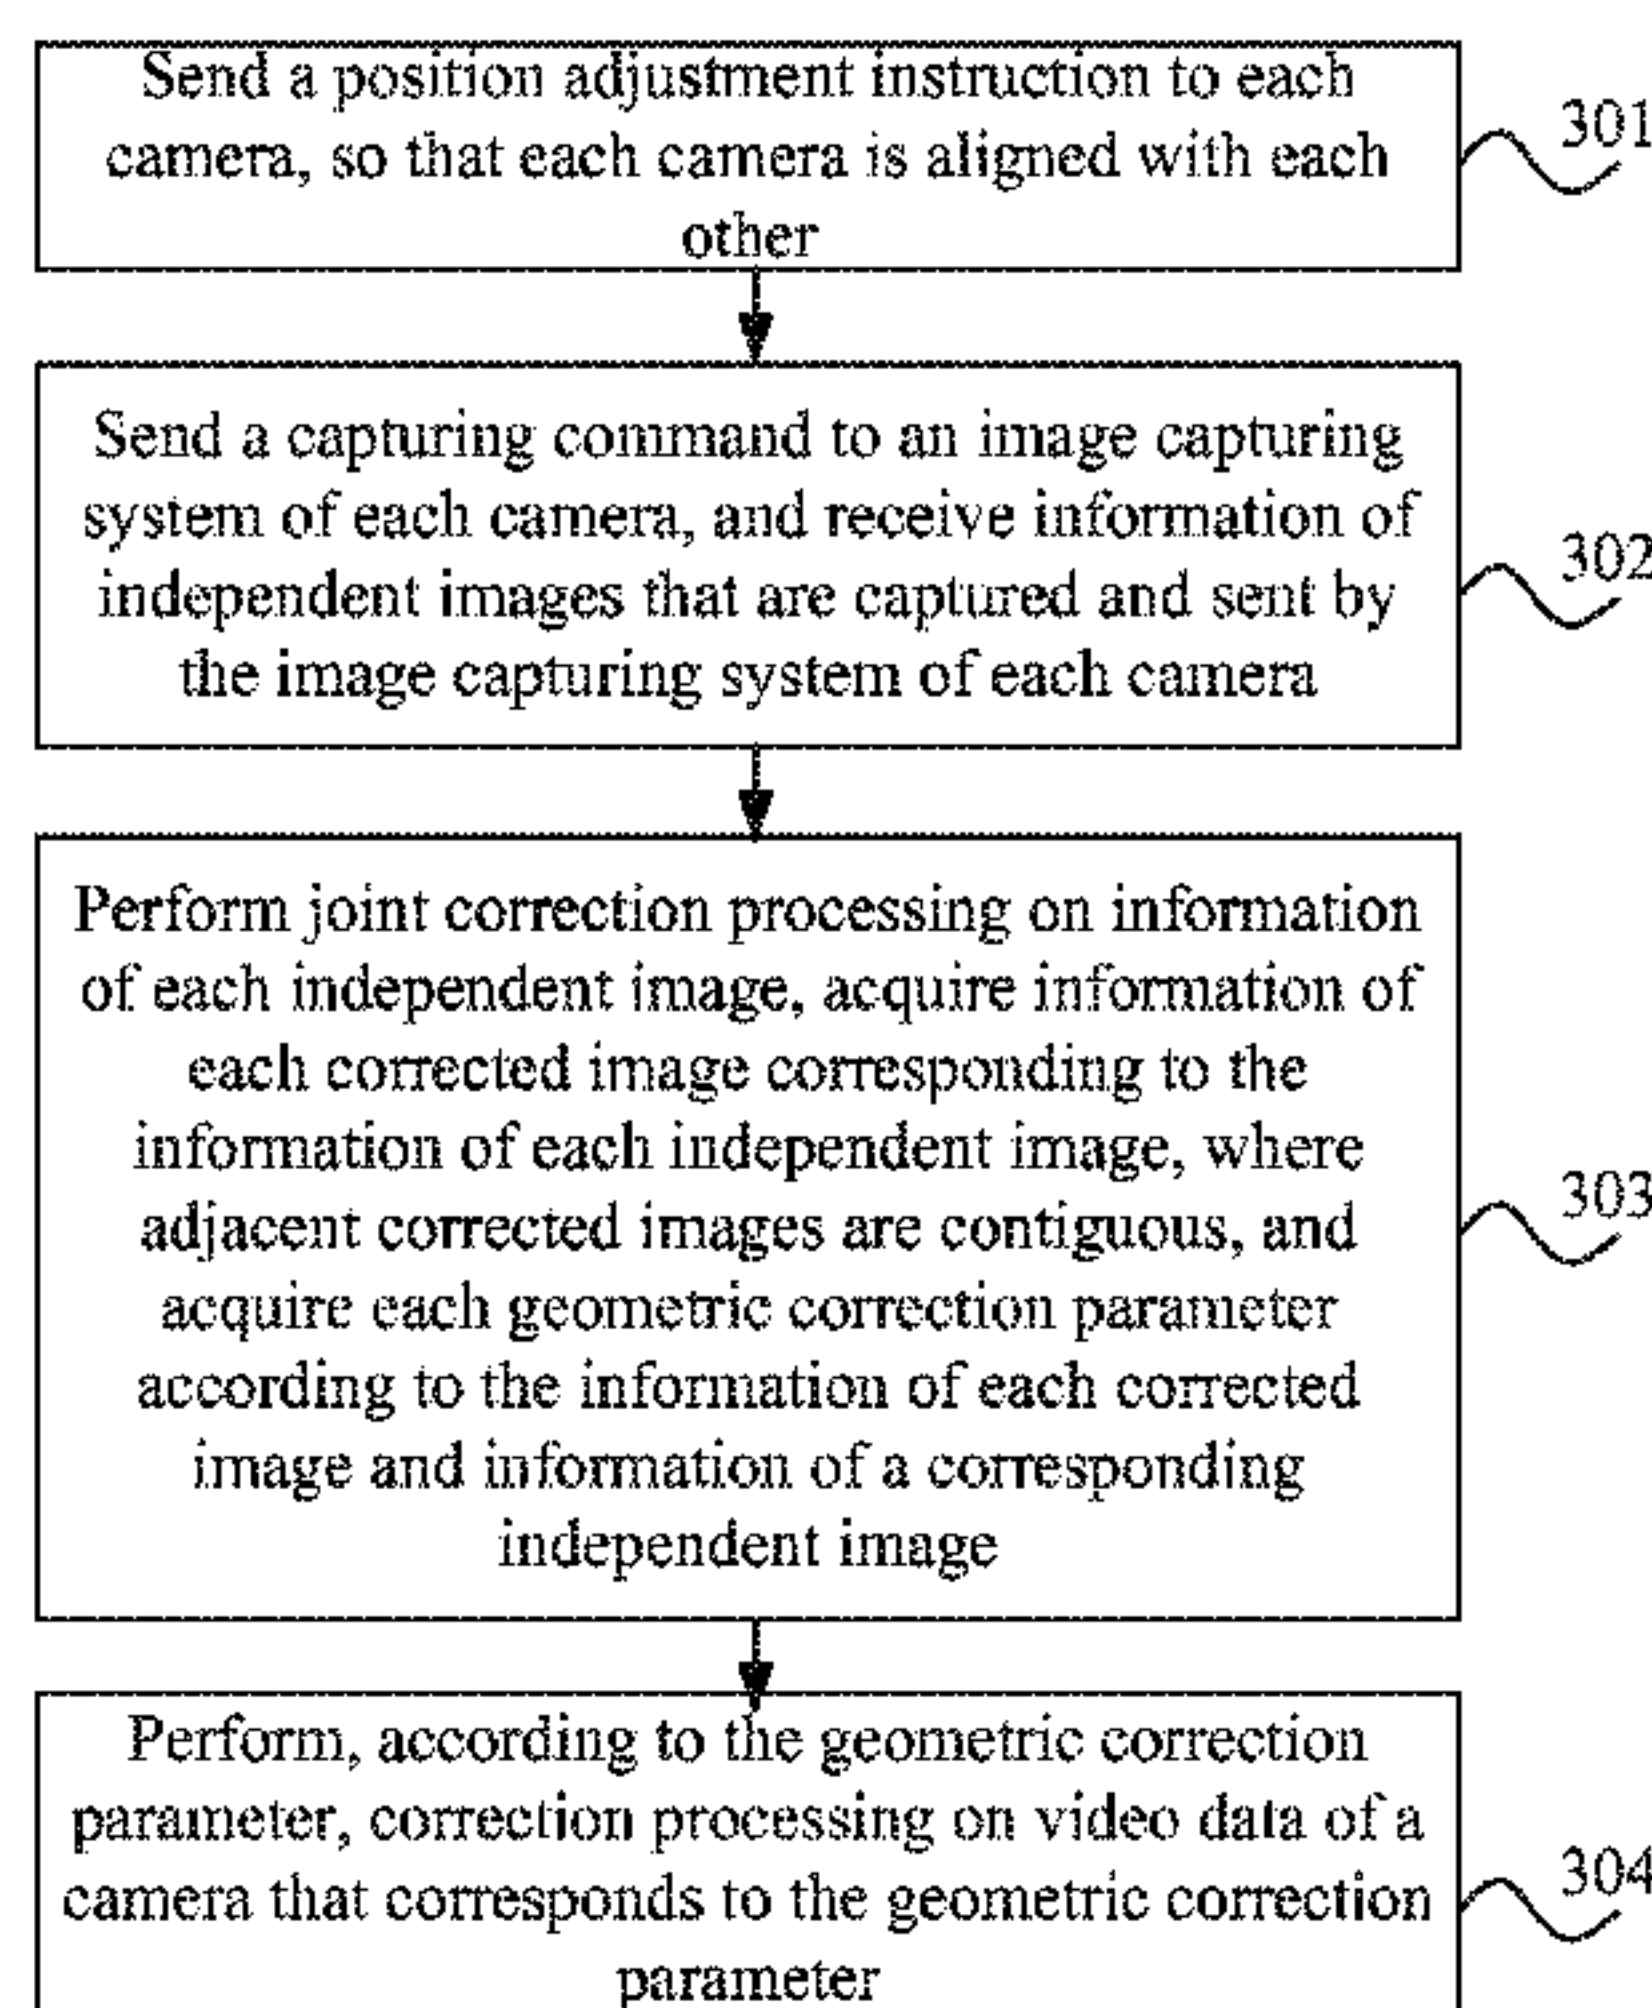 Send a position adjustment instruction to each
camera, so that each camera is aligned with each
other
301
Send a capturing command to an image capturing
system of each camera, and receive information of
independent images that are captured and sent by
the image capturing system of each camera
302
Perform joint correction processing on information
of each independent image, acquire information of
each corrected image corresponding to the
information of each independent image, where
adjacent corrected images are contiguous, and
acquire each geometric correction parameter
according to the information of each corrected
image and information of a corresponding
independent image
303
Perform, according to the geometric correction
parameter, correction processing on video data of a
camera that corresponds to the geometric correction
parameter
304